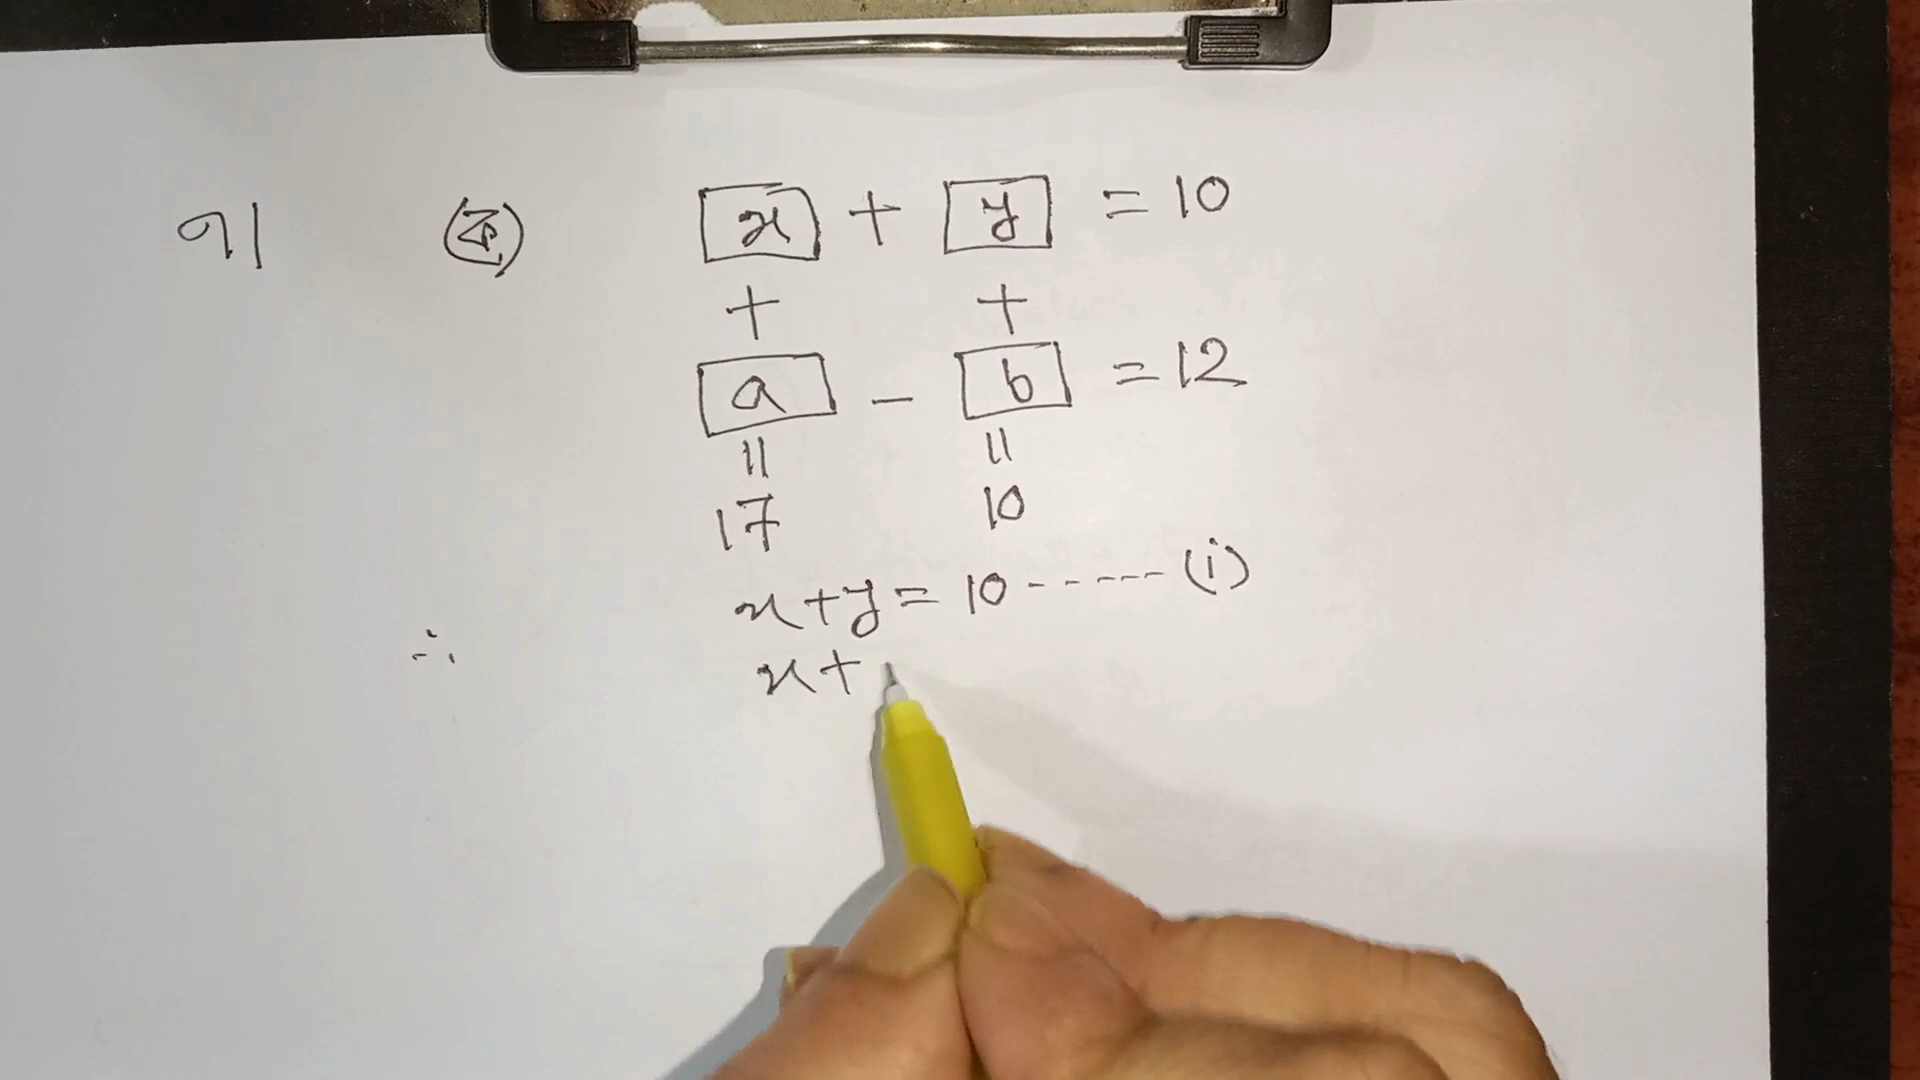 ৭। (ক) x + y = 10
+ +
a - b = 12
|| ||
17 10
x+y = 10 ------ (i)
∴ x+